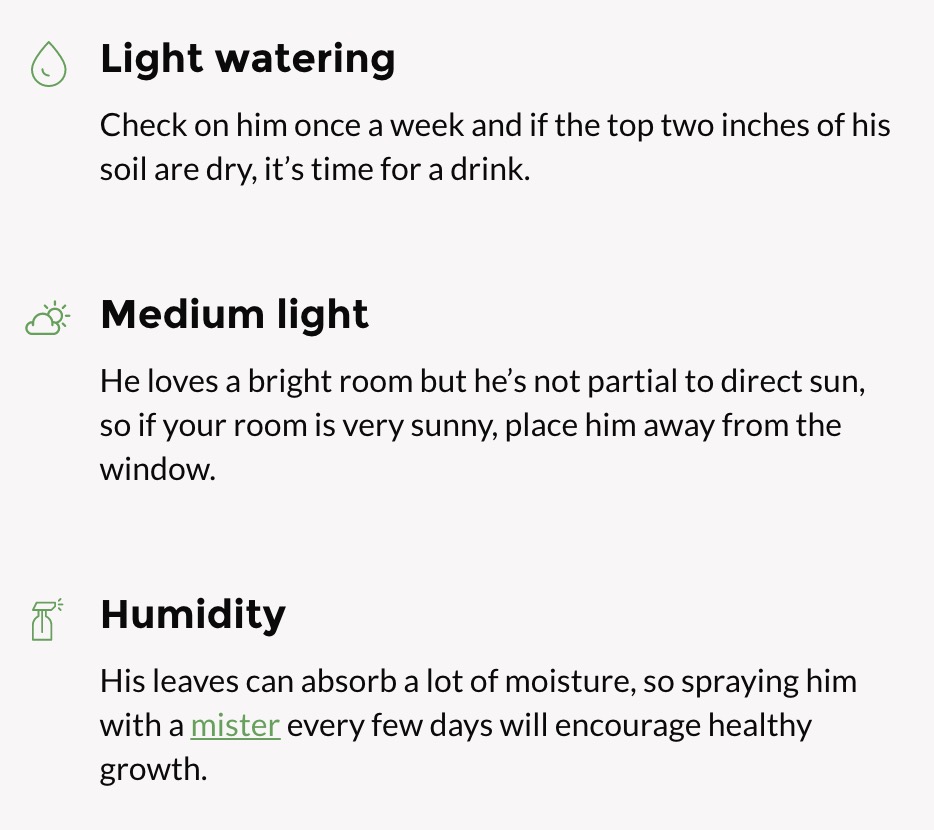 Light watering
Check on him once a week and if the top two inches of his
soil are dry, it’s time for a drink.
Medium light
He loves a bright room but he’s not partial to direct sun,
so if your room is very sunny, place him away from the
window.
Humidity
His leaves can absorb a lot of moisture, so spraying him
with a mister every few days will encourage healthy
growth.